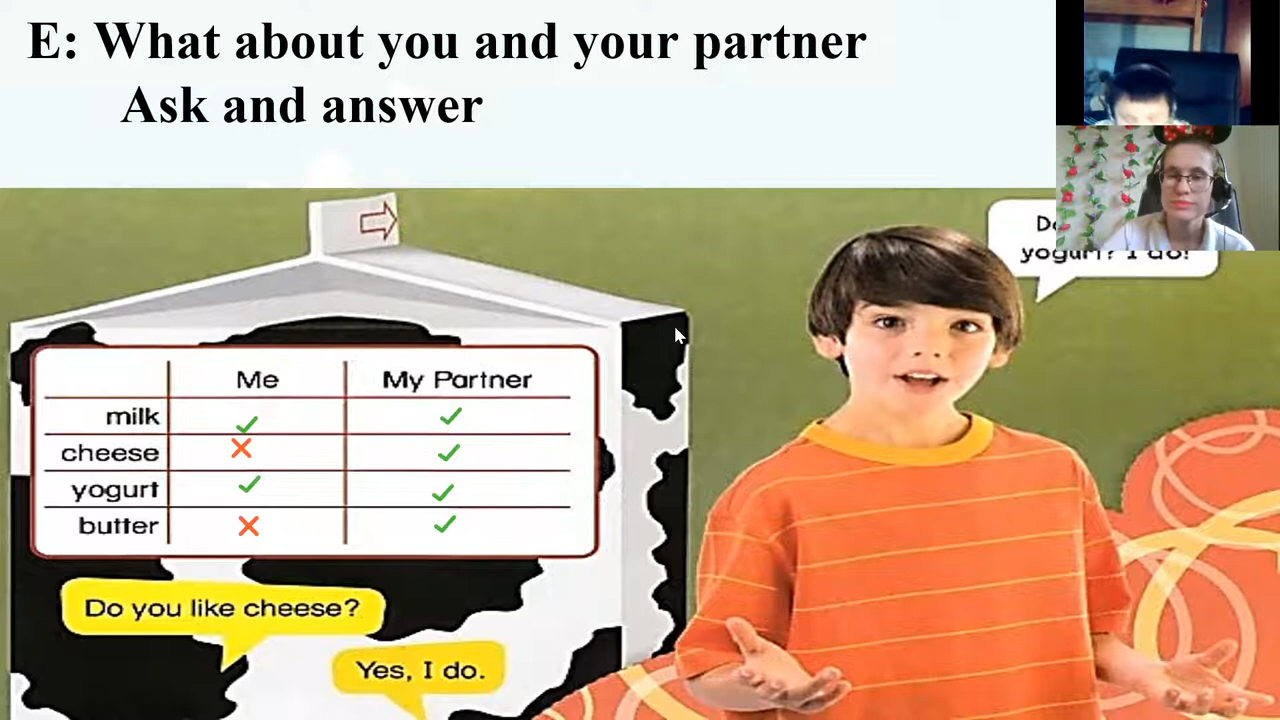 E: What about you and your partner
Ask and answer
Me My Partner
milk
cheese
yogurt
butter
Do you like cheese?
Yes, I do.
yogurt? I do!